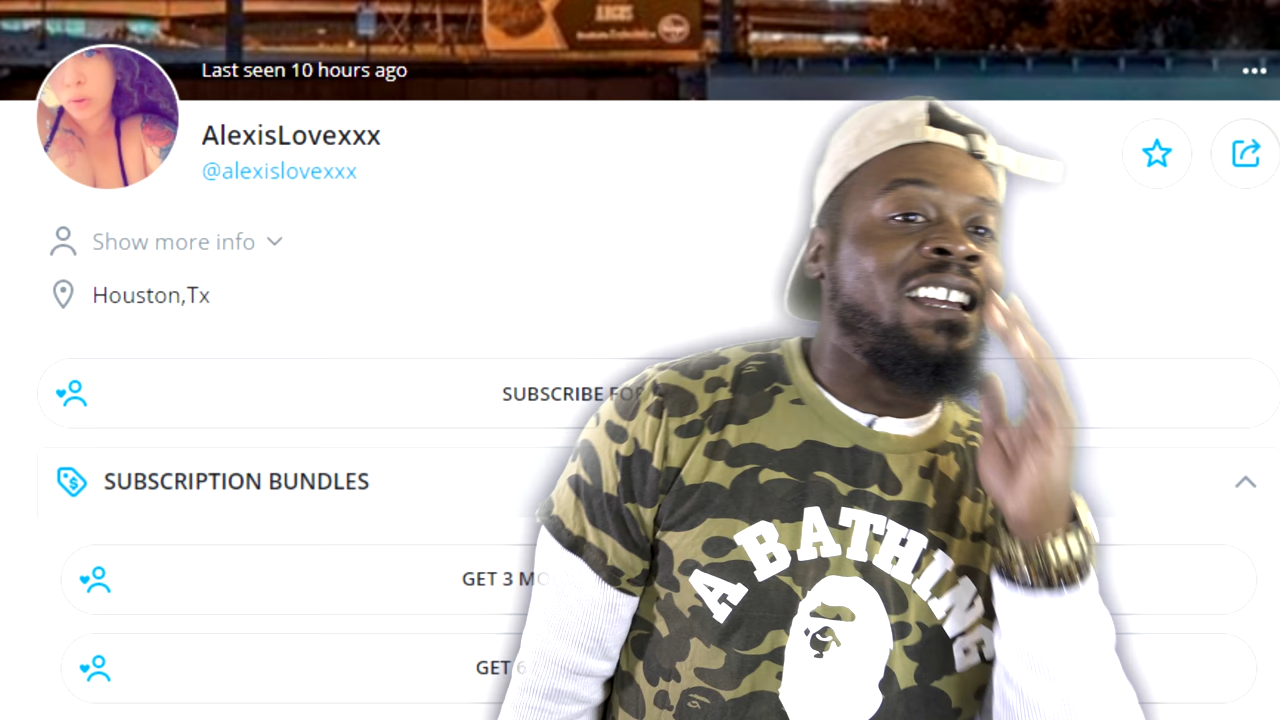 Last seen 10 hours ago
AlexisLovexxx
@alexislovexxx
Show more info
Houston,Tx
SUBSCRIBE FOR
SUBSCRIPTION BUNDLES
GET 3 MO
GET 6
A BATHING